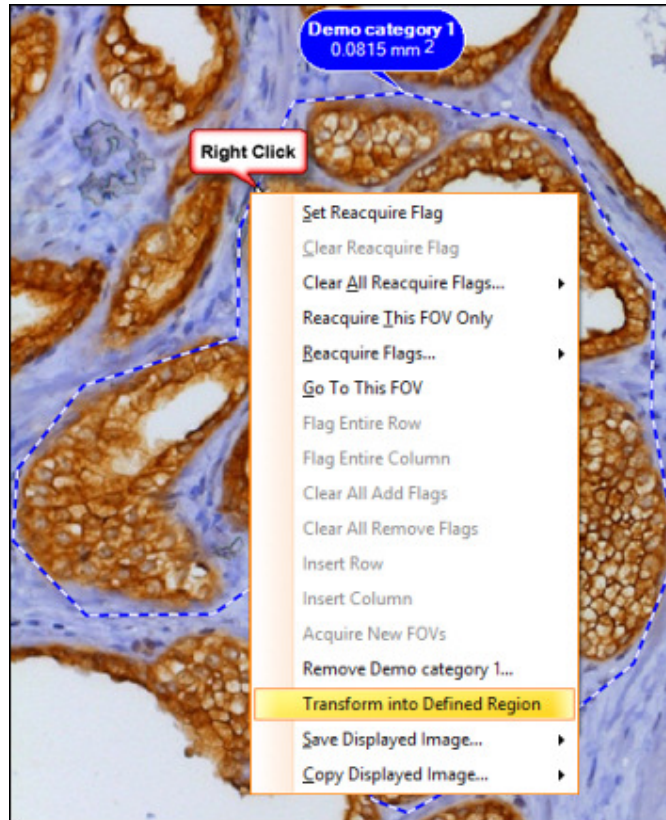 Demo category 1
0.0815 mm 2
Right Click
Set Reacquire Flag
Clear Reacquire Flag
Clear All Reacquire Flags...
Reacquire This FOV Only
Reacquire Flags...
Go To This FOV
Flag Entire Row
Flag Entire Column
Clear All Add Flags
Clear All Remove Flags
Insert Row
Insert Column
Acquire New FOVs
Remove Demo category 1...
Transform into Defined Region
Save Displayed Image...
Copy Displayed Image...